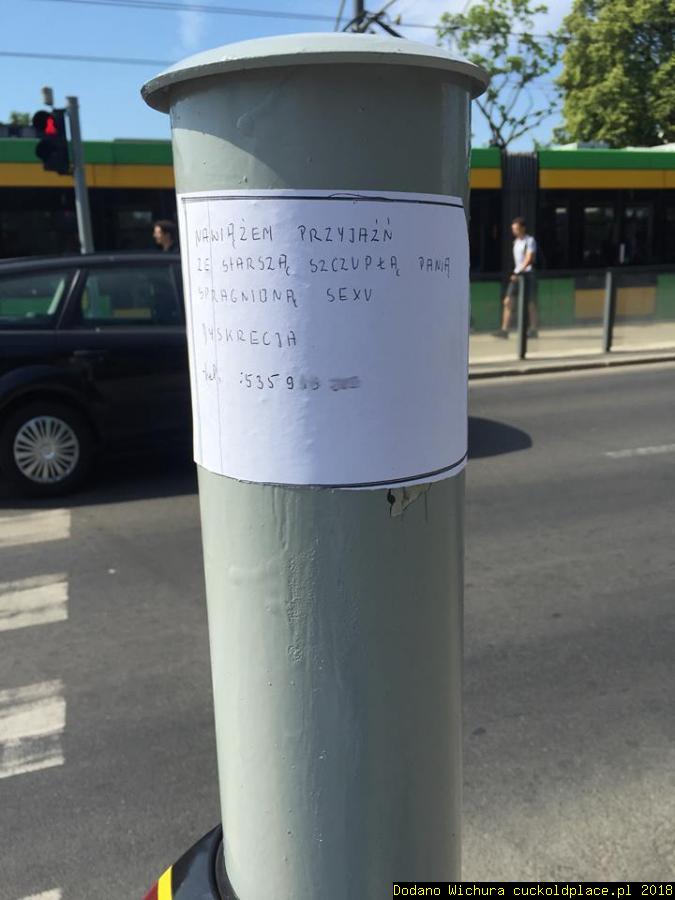 NAWIĄŻEM PRZYJAŹŃ
ZE STARSZĄ SZCZUPŁĄ PANIĄ
SPRAGNIONĄ SEXU
DYSKRECJA
tel. :535 9
Dodano Wichura cuckoldplace.pl 2018